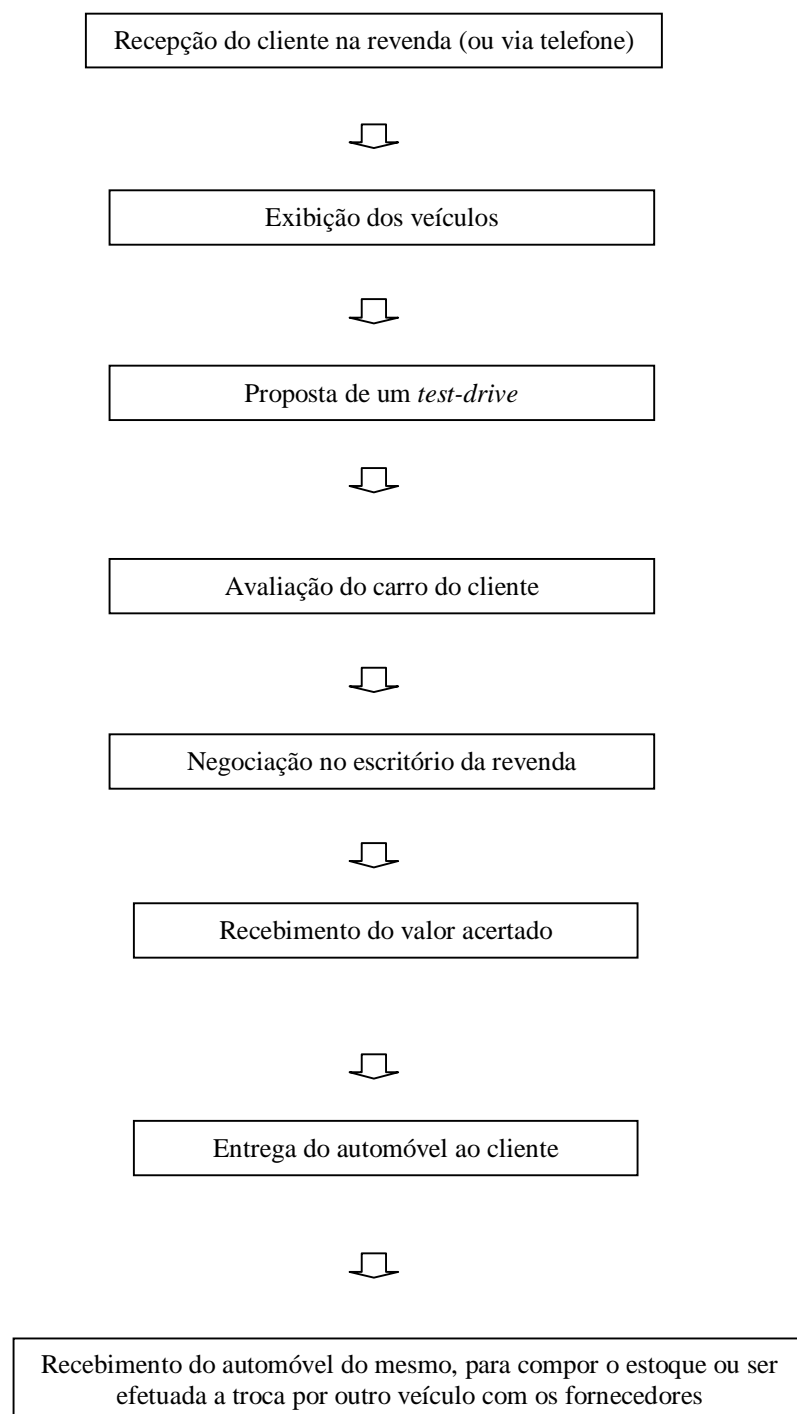 Recepção do cliente na revenda (ou via telefone)
Exibição dos veículos
Proposta de um test-drive
Avaliação do carro do cliente
Negociação no escritório da revenda
Recebimento do valor acertado
Entrega do automóvel ao cliente
Recebimento do automóvel do mesmo, para compor o estoque ou ser
efetuada a troca por outro veículo com os fornecedores